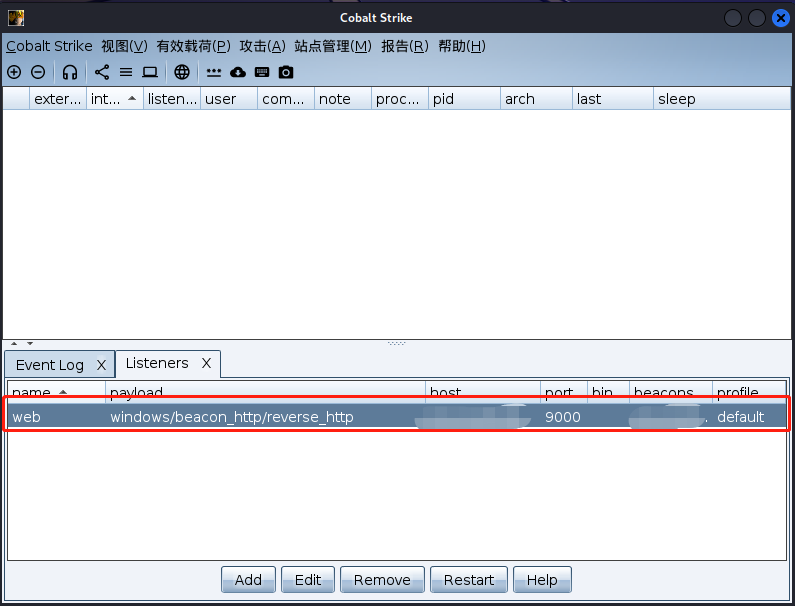 Cobalt Strike
Cobalt Strike 视图(V) 有效载荷(P) 攻击(A) 站点管理(M) 报告(R) 帮助(H)
exter... int... listen... user com... note proc... pid arch last sleep
Event Log X Listeners X
name payload host port bin... beacons profile
web windows/beacon_http/reverse_http 9000 . default
Add Edit Remove Restart Help